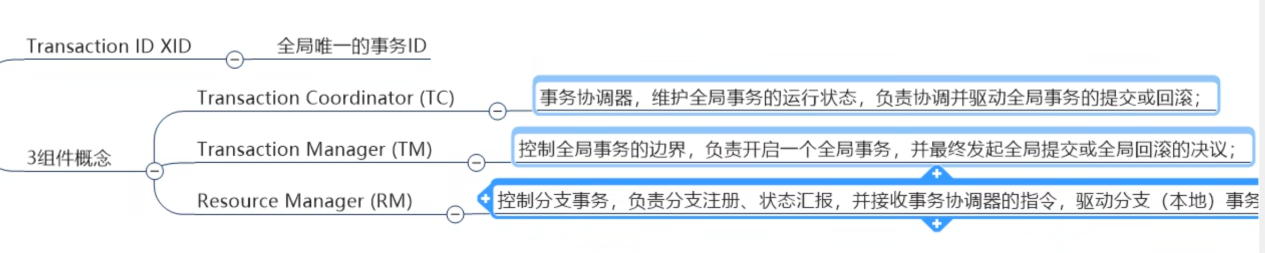 Transaction ID XID
全局唯一的事务ID
3组件概念
Transaction Coordinator (TC)
事务协调器，维护全局事务的运行状态，负责协调并驱动全局事务的提交或回滚；
Transaction Manager (TM)
控制全局事务的边界，负责开启一个全局事务，并最终发起全局提交或全局回滚的决议；
Resource Manager (RM)
控制分支事务，负责分支注册、状态汇报，并接收事务协调器的指令，驱动分支（本地）事务